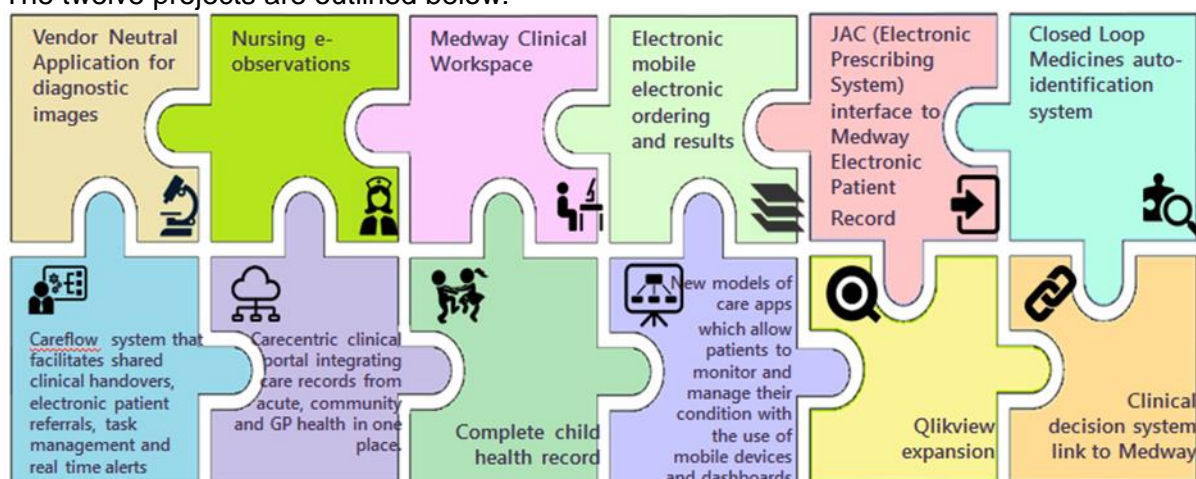 The twelve projects are outlined below.
Vendor Neutral
Application for
diagnostic
images
Nursing e-
observations
Medway Clinical
Workspace
Electronic
mobile
electronic
ordering
and results
JAC (Electronic
Prescribing
System)
interface to
Medway
Electronic
Patient
Record
Closed Loop
Medicines auto-
identification
system
Careflow system that
facilitates shared
clinical handovers,
electronic patient
referrals, task
management and
real time alerts
Carecentric clinical
portal integrating
care records from
acute, community
and GP health in one
place.
Complete child
health record
New models of
care apps
which allow
patients to
monitor and
manage their
condition with
the use of
mobile devices
and dashboards
Qlikview
expansion
Clinical
decision system
link to Medway